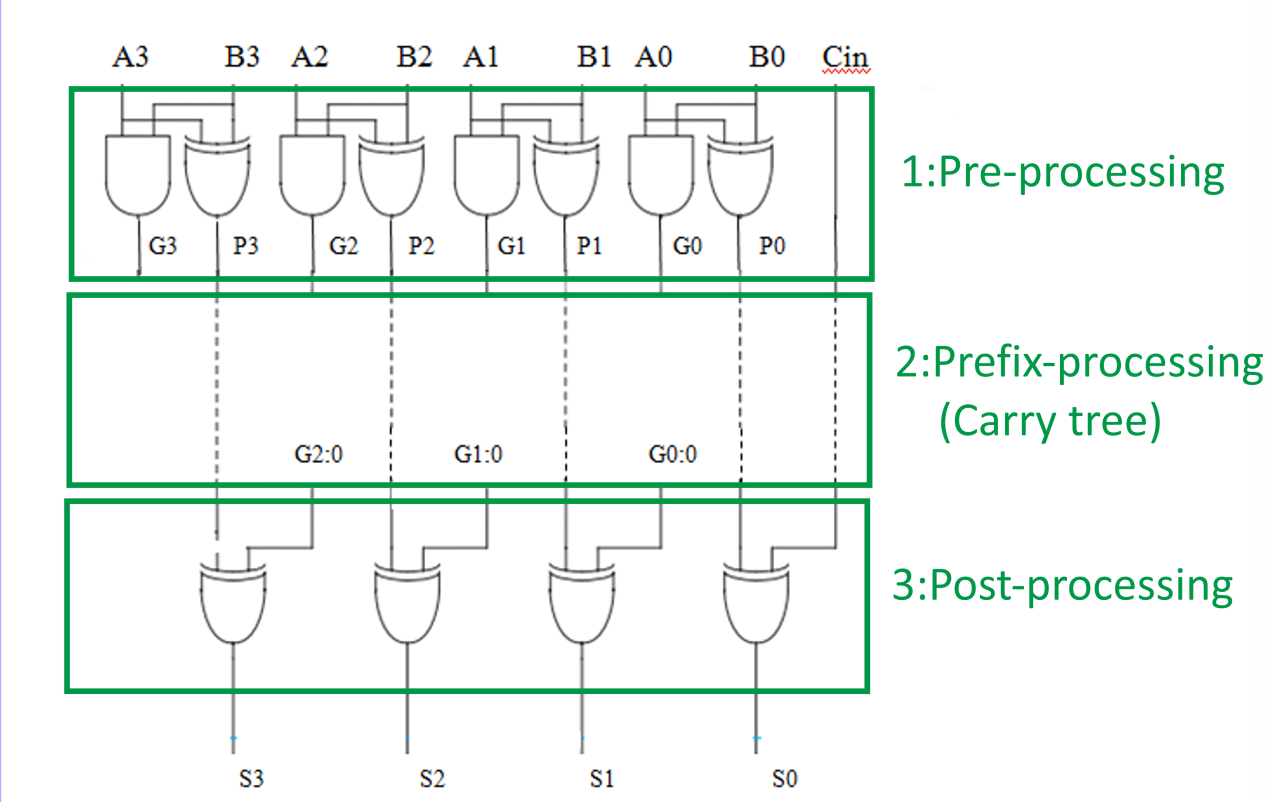 A3 B3 A2 B2 A1 B1 A0 B0 Cin
1:Pre-processing
G3 P3 G2 P2 G1 P1 G0 P0
2:Prefix-processing
(Carry tree)
G2:0 G1:0 G0:0
3:Post-processing
S3 S2 S1 S0